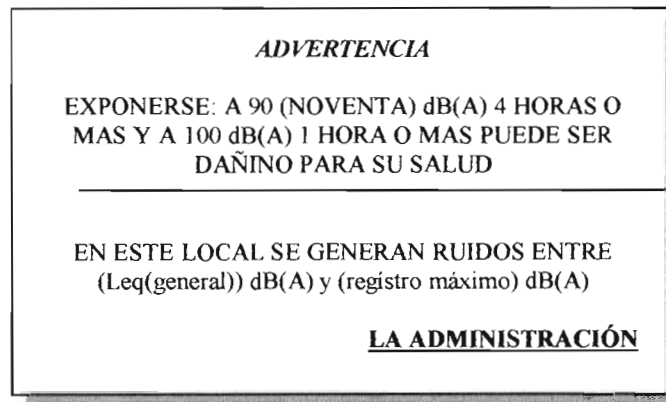 ADVERTENCIA
EXPONERSE: A 90 (NOVENTA) dB(A) 4 HORAS O
MAS Y A 100 dB(A) 1 HORA O MAS PUEDE SER
DAÑINO PARA SU SALUD
EN ESTE LOCAL SE GENERAN RUIDOS ENTRE
(Leq(general)) dB(A) y (regístro máximo) dB(A)
LA ADMINISTRACIÓN